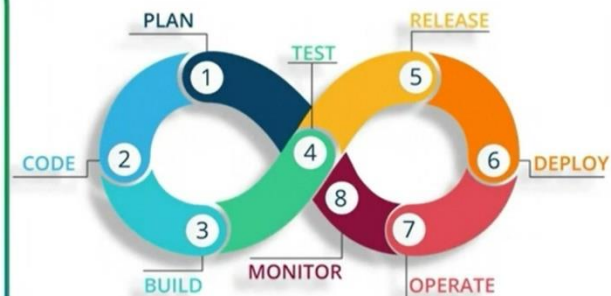 PLAN
1
CODE
2
BUILD
3
TEST
4
RELEASE
5
DEPLOY
6
OPERATE
7
MONITOR
8